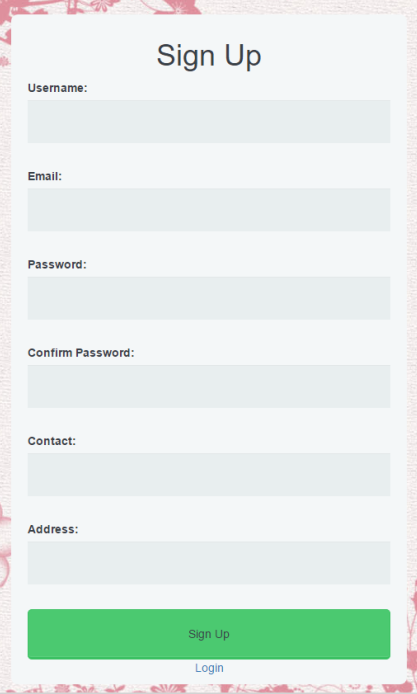 Sign Up
Username:
Email:
Password:
Confirm Password:
Contact:
Address:
Sign Up
Login